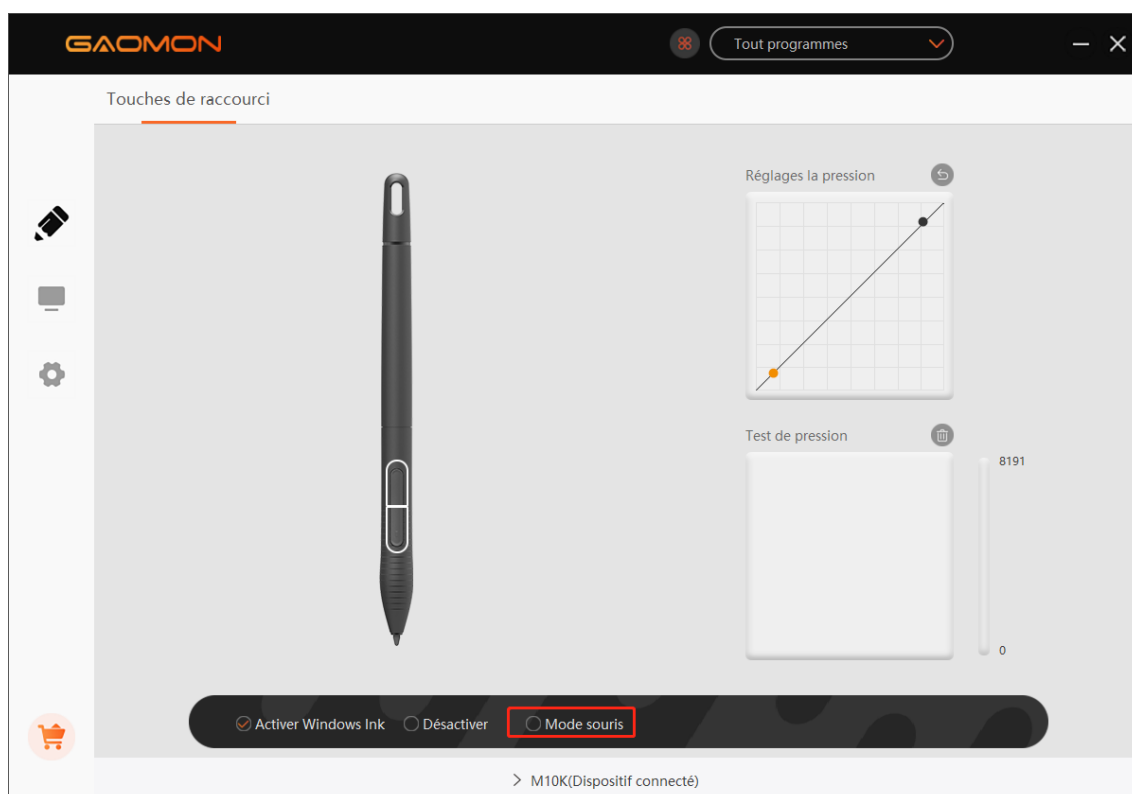 GAOMON
Tout programmes
Touches de raccourci
Réglages la pression
Test de pression
8191
0
Activer Windows Ink
Désactiver
Mode souris
M10K(Dispositif connecté)